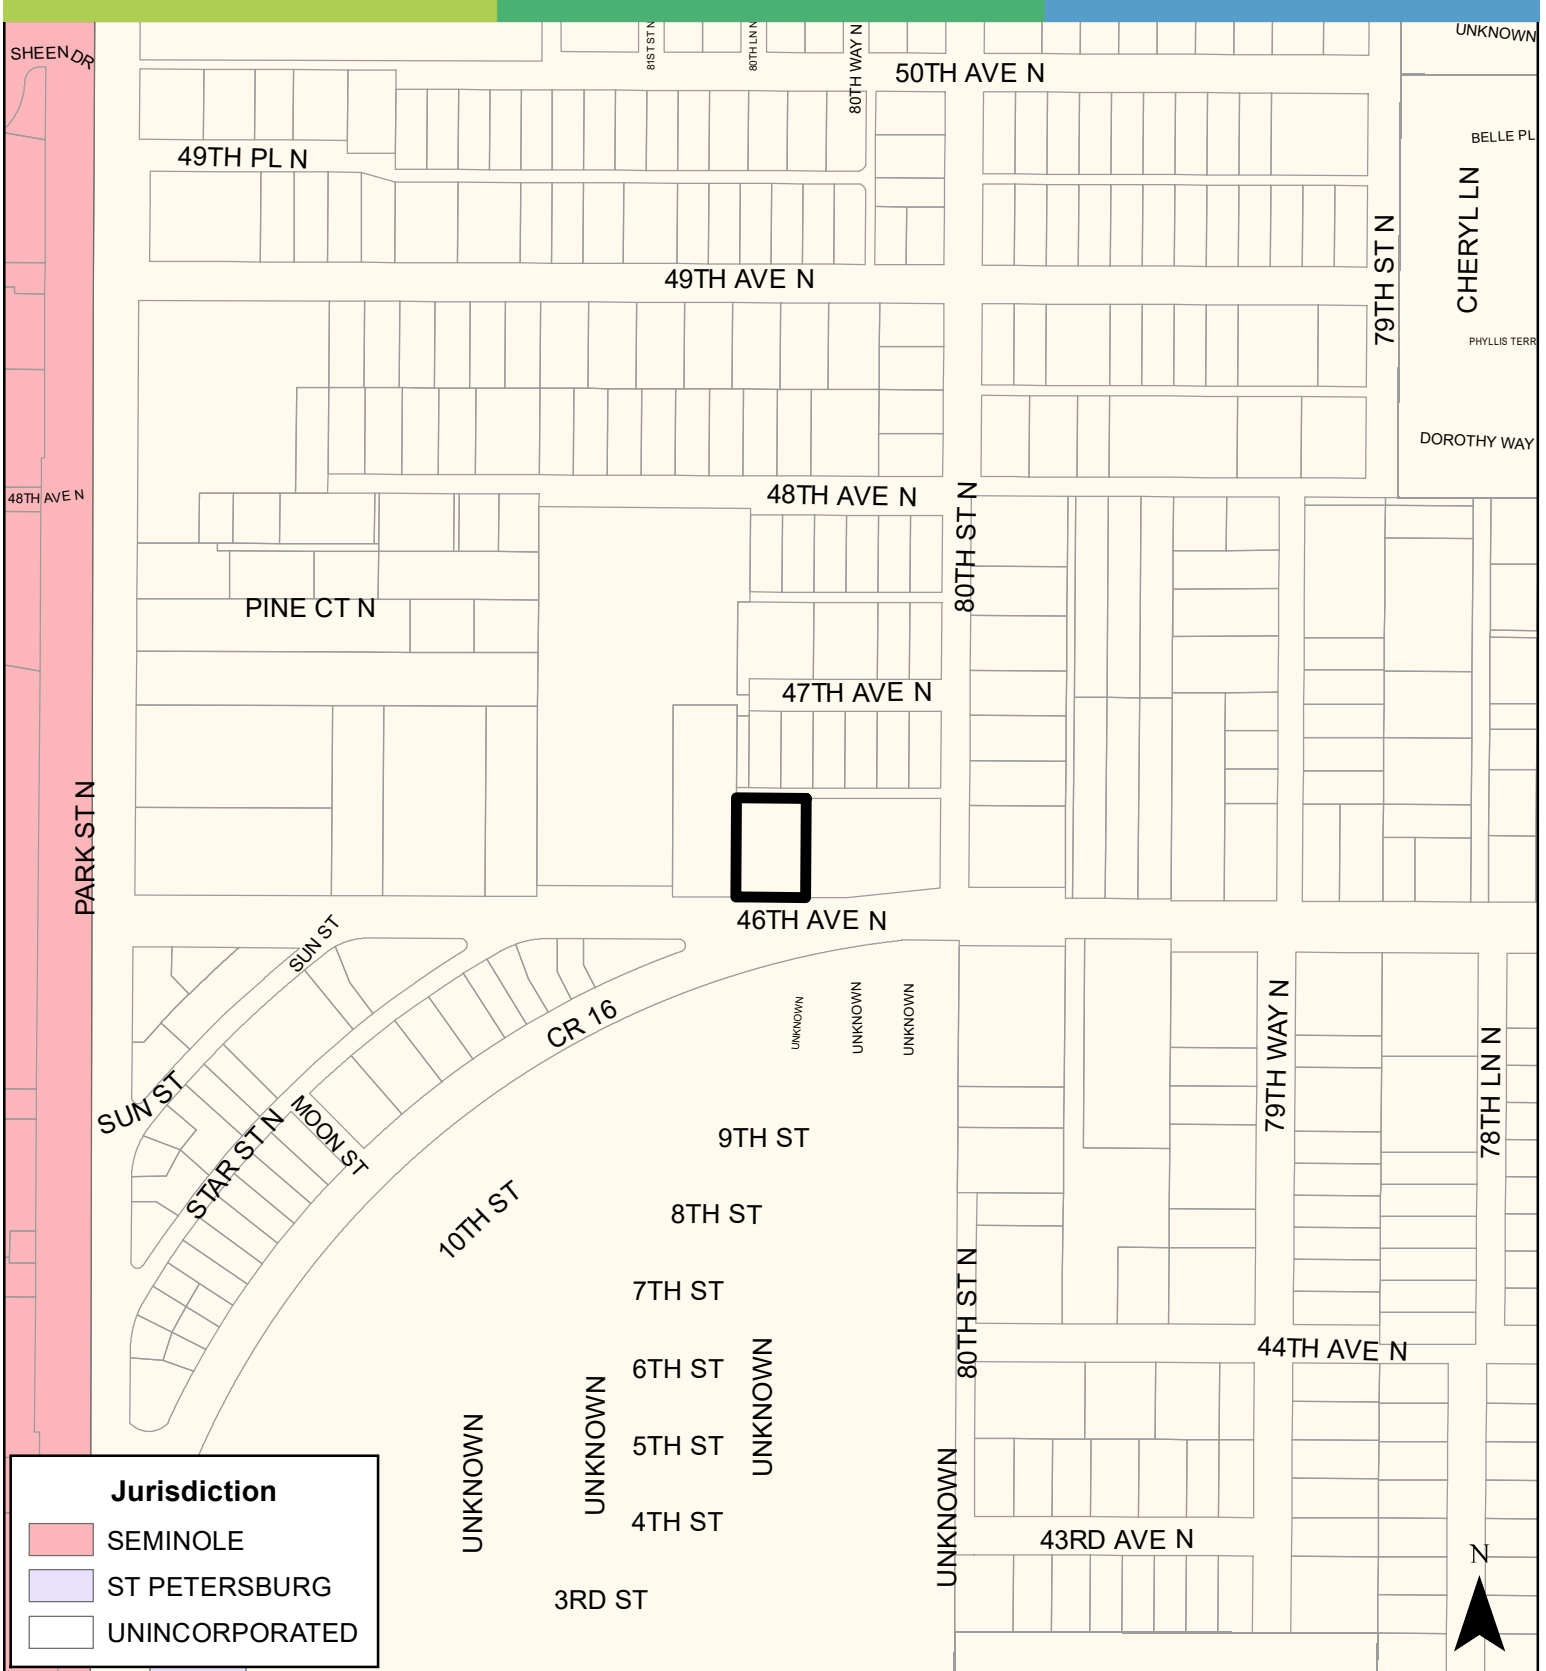 UNKNOWN
SHEEN DR
81ST ST N
80TH LN N
80TH WAY N
50TH AVE N
BELLE PL
49TH PL N
CHERYL LN
79TH ST N
49TH AVE N
PHYLLIS TERR
DOROTHY WAY
48TH AVE N
48TH AVE N
80TH ST N
PINE CT N
47TH AVE N
PARK ST N
46TH AVE N
SUN ST
CR 16
UNKNOWN
UNKNOWN
UNKNOWN
79TH WAY N
78TH LN N
SUN ST
STAR ST N
MOON ST
9TH ST
10TH ST
8TH ST
7TH ST
80TH ST N
44TH AVE N
6TH ST
UNKNOWN
UNKNOWN
UNKNOWN
5TH ST
UNKNOWN
4TH ST
43RD AVE N
3RD ST
N
Jurisdiction
SEMINOLE
ST PETERSBURG
UNINCORPORATED